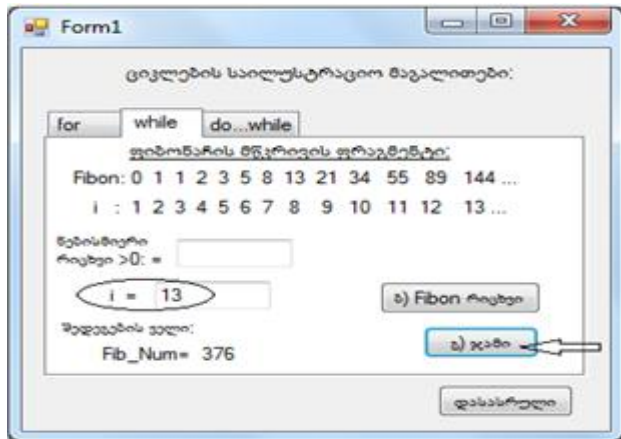 Form1
ციკლების საილუსტრაციო მაგალითები:
for while do...while
ფიბონაჩის მწკრივის ფრაგმენტი:
Fibon: 0 1 1 2 3 5 8 13 21 34 55 89 144 ...
i : 1 2 3 4 5 6 7 8 9 10 11 12 13 ...
ნებისმიერი
რიცხვი >0: =
i = 13
ბ) Fibon რიცხვი
შედეგების ველი:
გ) ჯამი
Fib_Num= 376
დასასრული